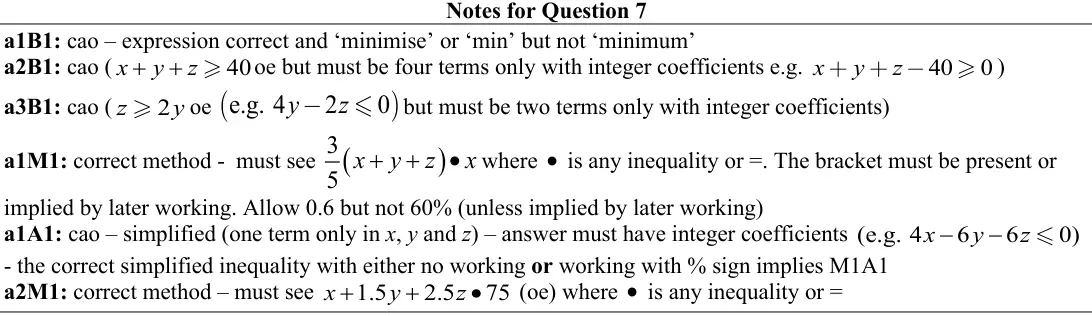 Notes for Question 7
a1B1: cao – expression correct and ‘minimise’ or ‘min’ but not ‘minimum’
a2B1: cao ( x + y + z ⩾ 40 oe but must be four terms only with integer coefficients e.g. x + y + z − 40 ⩾ 0 )
a3B1: cao ( z ⩾ 2y oe (e.g. 4y − 2z ⩽ 0) but must be two terms only with integer coefficients)
a1M1: correct method - must see 3/5 (x + y + z) • x where • is any inequality or =. The bracket must be present or
implied by later working. Allow 0.6 but not 60% (unless implied by later working)
a1A1: cao – simplified (one term only in x, y and z) – answer must have integer coefficients (e.g. 4x − 6y − 6z ⩽ 0)
- the correct simplified inequality with either no working or working with % sign implies M1A1
a2M1: correct method – must see x + 1.5y + 2.5z • 75 (oe) where • is any inequality or =